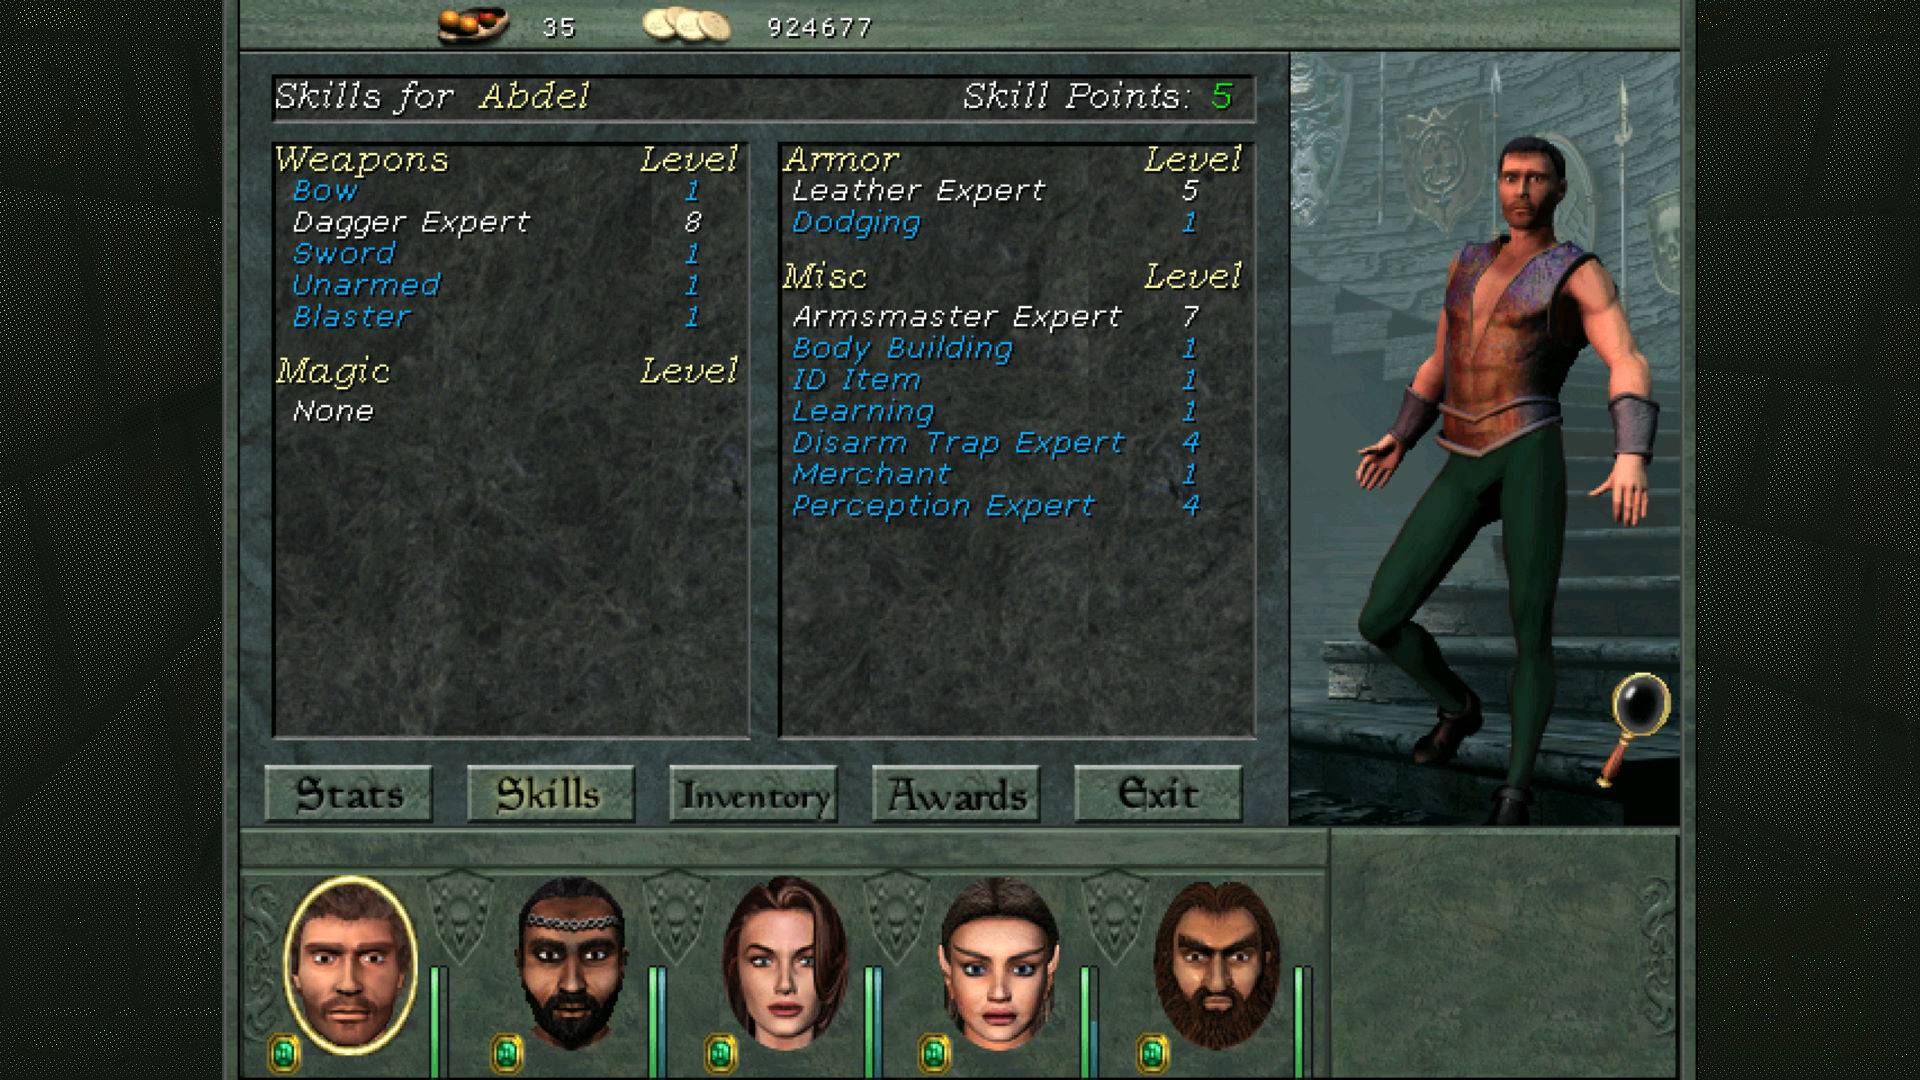 35 924677
Skills for Abdel Skill Points: 5
Weapons Level
Bow 1
Dagger Expert 8
Sword 1
Unarmed 1
Blaster 1
Magic Level
None
Armor Level
Leather Expert 5
Dodging 1
Misc Level
Armsmaster Expert 7
Body Building 1
ID Item 1
Learning 1
Disarm Trap Expert 4
Merchant 1
Perception Expert 4
Stats Skills Inventory Awards Exit